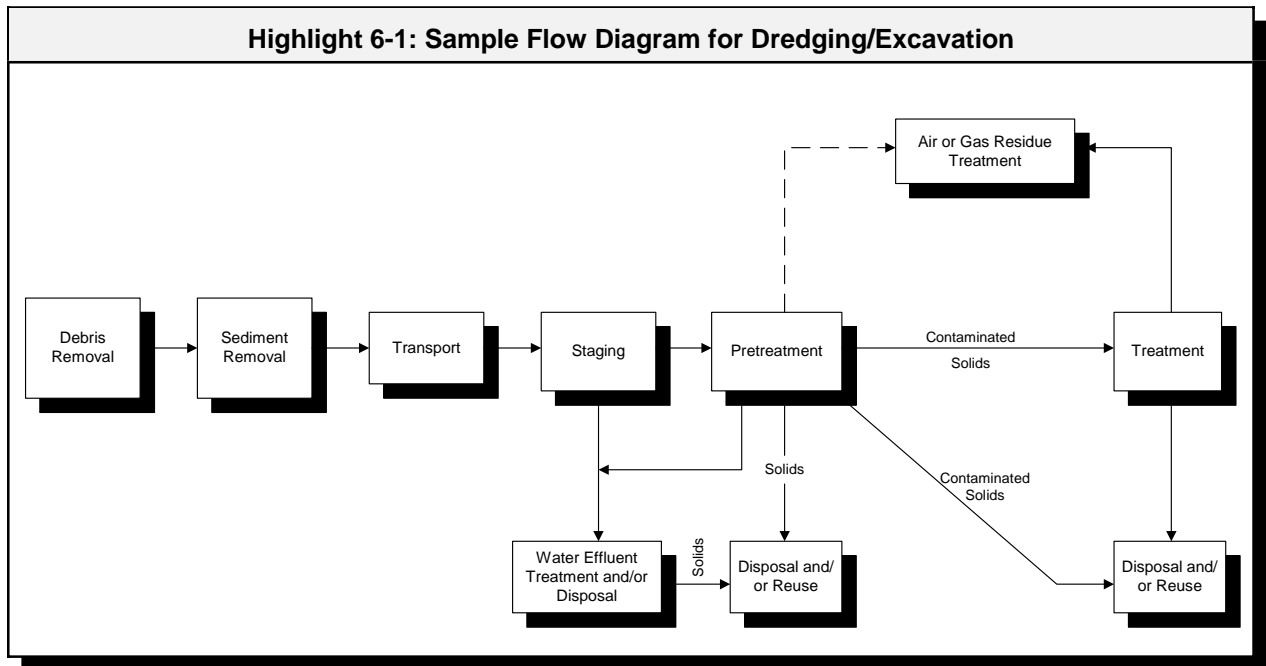 Highlight 6-1: Sample Flow Diagram for Dredging/Excavation
Air or Gas Residue
Treatment
Debris
Removal
Sediment
Removal
Transport
Staging
Pretreatment
Contaminated
Solids
Treatment
Solids
Contaminated
Solids
Water Effluent
Treatment and/or
Disposal
Solids
Disposal and/
or Reuse
Disposal and/
or Reuse